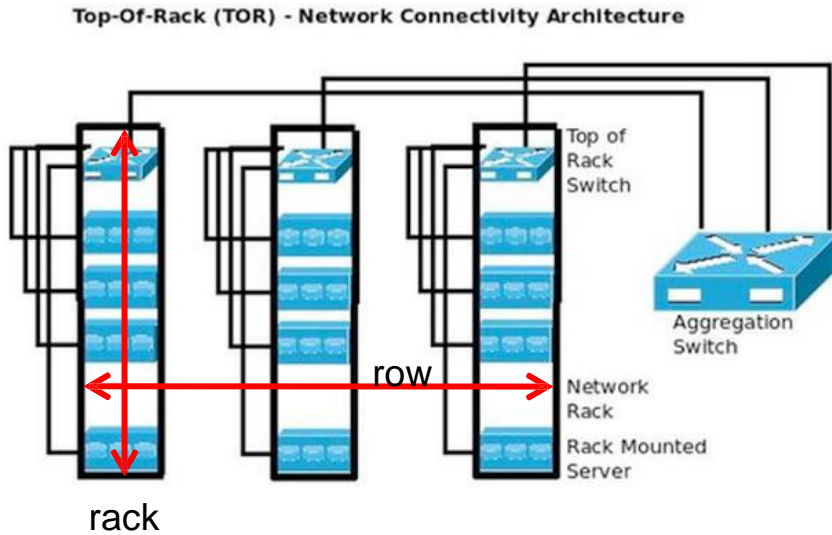 Top-Of-Rack (TOR) - Network Connectivity Architecture
Top of
Rack
Switch
Aggregation
Switch
row
Network
Rack
Rack Mounted
Server
rack